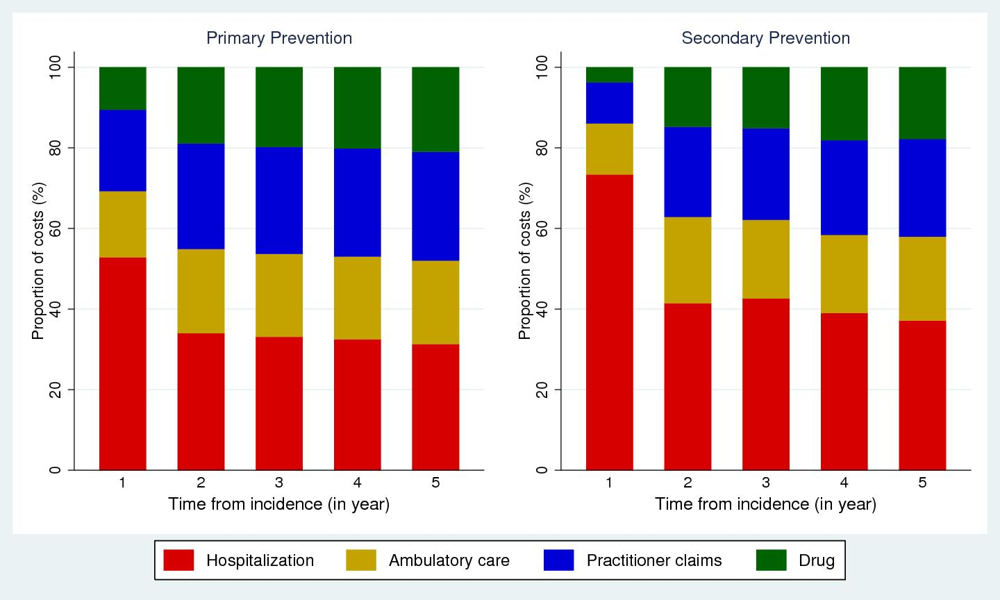 Primary Prevention
Proportion of costs (%)
100
80
60
40
20
0
1 2 3 4 5
Time from incidence (in year)
Secondary Prevention
Proportion of costs (%)
100
80
60
40
20
0
1 2 3 4 5
Time from incidence (in year)
Hospitalization Ambulatory care Practitioner claims Drug